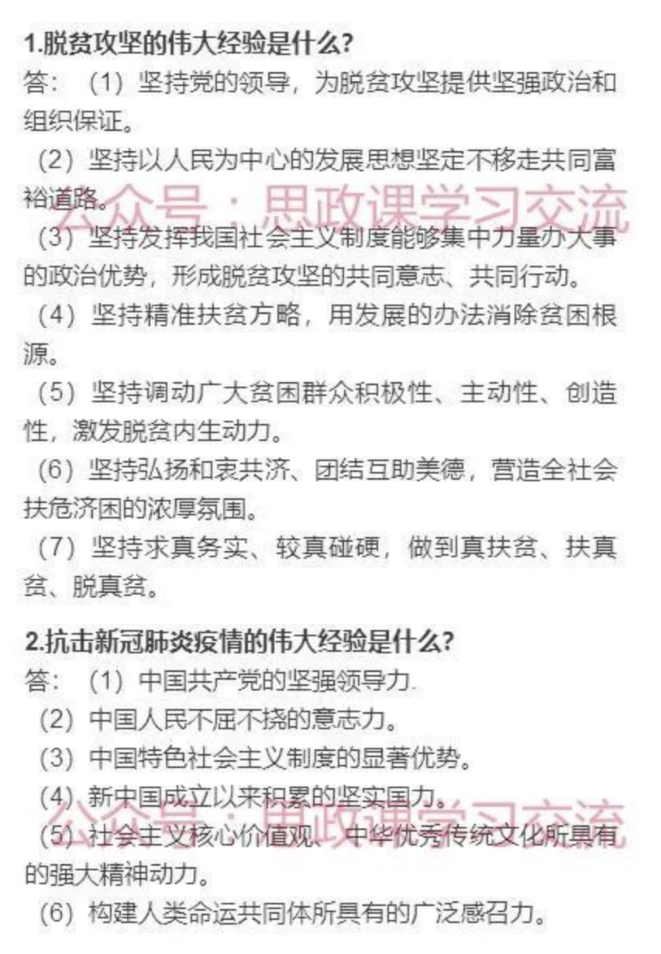 1.脱贫攻坚的伟大经验是什么?
答：（1）坚持党的领导，为脱贫攻坚提供坚强政治和
组织保证。
（2）坚持以人民为中心的发展思想坚定不移走共同富
裕道路。
公众号：思政课学习交流
（3）坚持发挥我国社会主义制度能够集中力量办大事
的政治优势，形成脱贫攻坚的共同意志、共同行动。
（4）坚持精准扶贫方略，用发展的办法消除贫困根
源。
（5）坚持调动广大贫困群众积极性、主动性、创造
性，激发脱贫内生动力。
（6）坚持弘扬和衷共济、团结互助美德，营造全社会
扶危济困的浓厚氛围。
（7）坚持求真务实、较真碰硬，做到真扶贫、扶真
贫、脱真贫。
2.抗击新冠肺炎疫情的伟大经验是什么?
答：（1）中国共产党的坚强领导力.
（2）中国人民不屈不挠的意志力。
（3）中国特色社会主义制度的显著优势。
（4）新中国成立以来积累的坚实国力。
公众号：思政课学习交流
（5）社会主义核心价值观、中华优秀传统文化所具有
的强大精神动力。
（6）构建人类命运共同体所具有的广泛感召力。